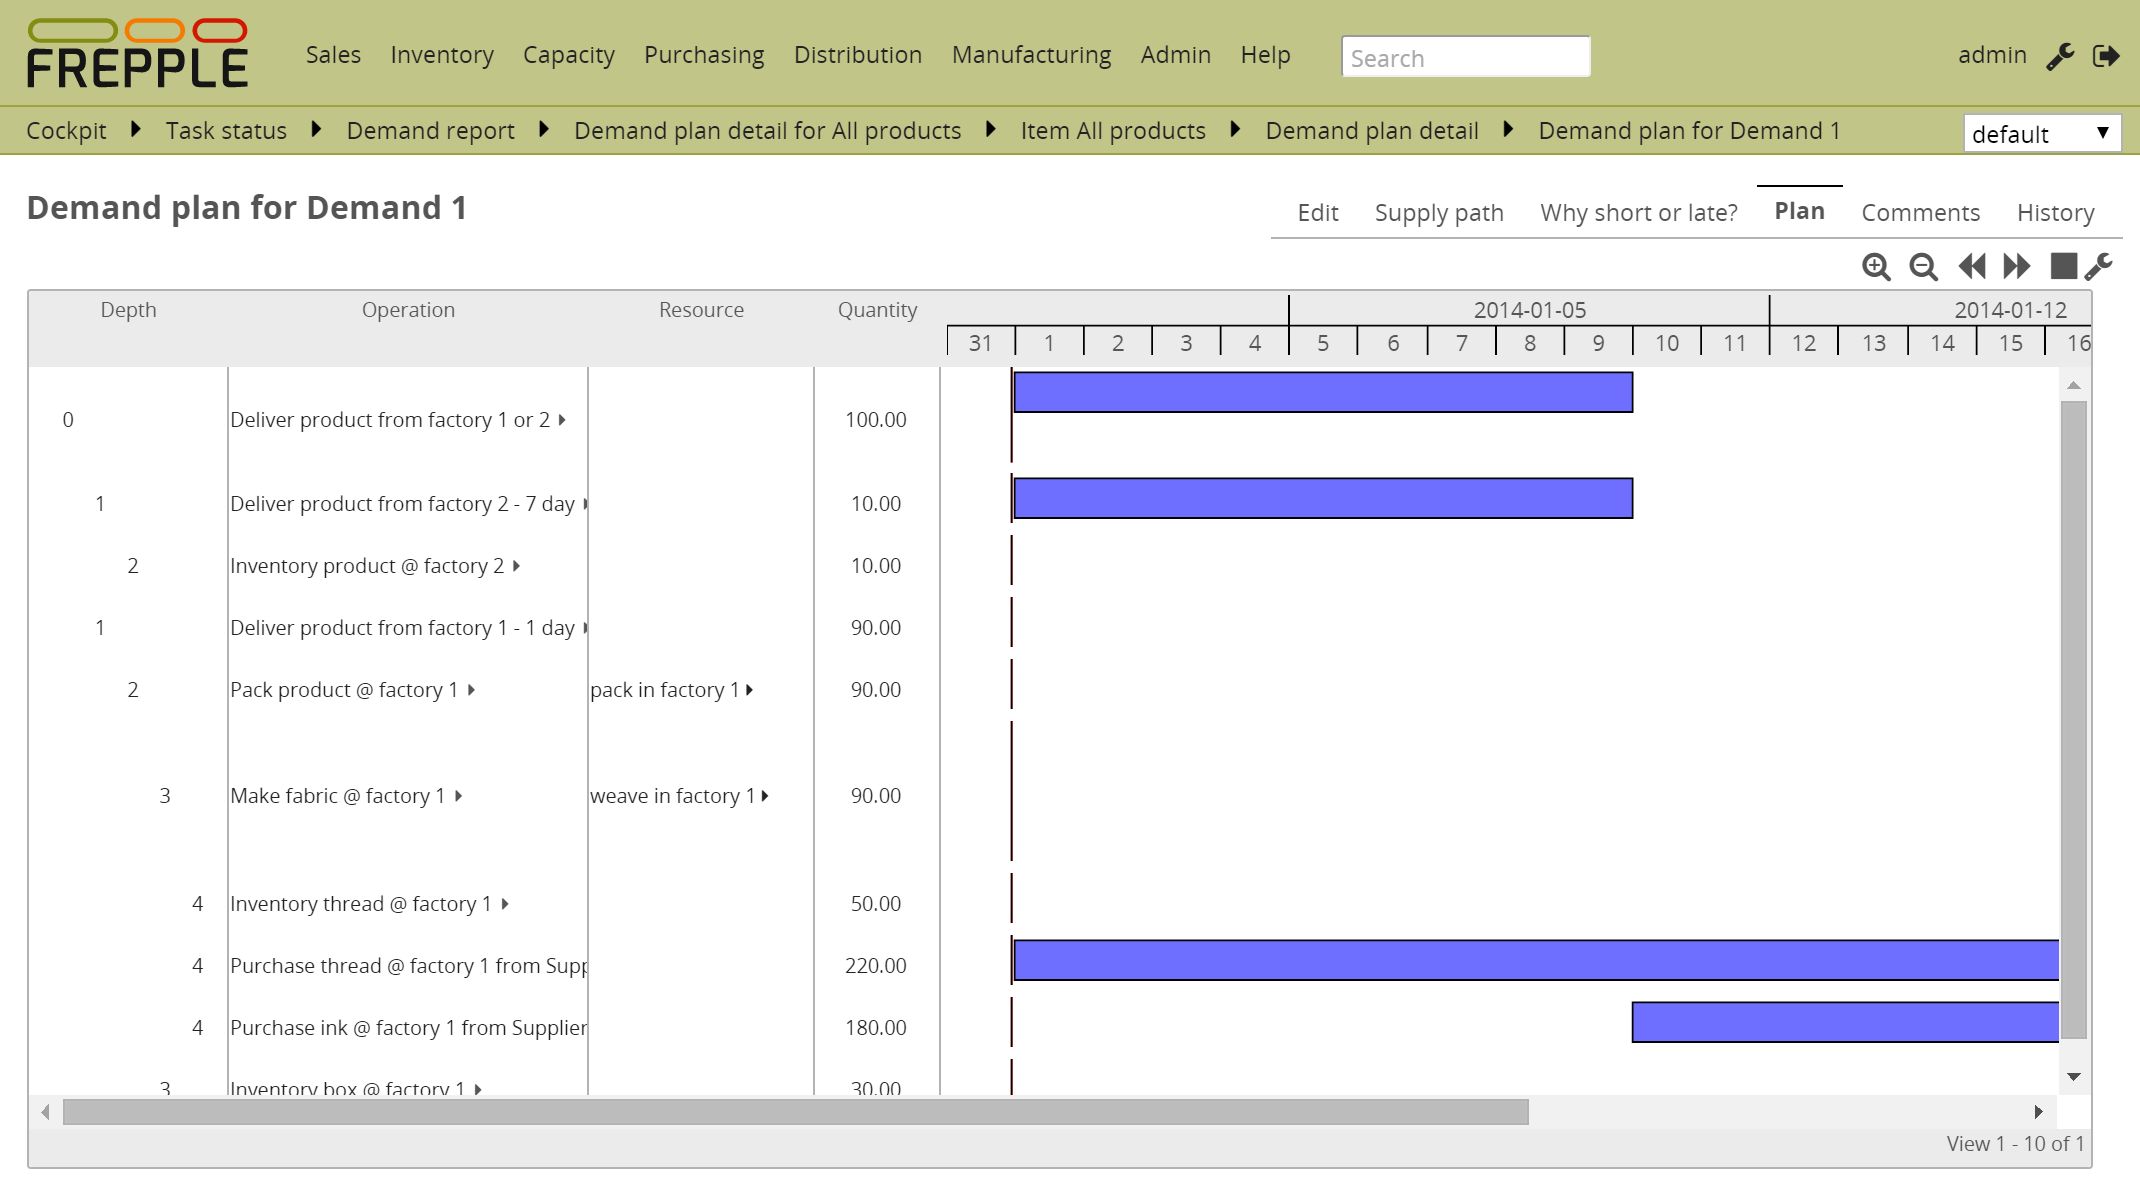 FREPPLE
Sales Inventory Capacity Purchasing Distribution Manufacturing Admin Help Search admin
Cockpit Task status Demand report Demand plan detail for All products Item All products Demand plan detail Demand plan for Demand 1 default
Demand plan for Demand 1
Edit Supply path Why short or late? Plan Comments History
Depth Operation Resource Quantity 2014-01-05 2014-01-12
31 1 2 3 4 5 6 7 8 9 10 11 12 13 14 15 16
0 Deliver product from factory 1 or 2 100.00
1 Deliver product from factory 2 - 7 day 10.00
2 Inventory product @ factory 2 10.00
1 Deliver product from factory 1 - 1 day 90.00
2 Pack product @ factory 1 pack in factory 1 90.00
3 Make fabric @ factory 1 weave in factory 1 90.00
4 Inventory thread @ factory 1 50.00
4 Purchase thread @ factory 1 from Supp 220.00
4 Purchase ink @ factory 1 from Supplier 180.00
3 Inventory box @ factory 1 30.00
View 1 - 10 of 1